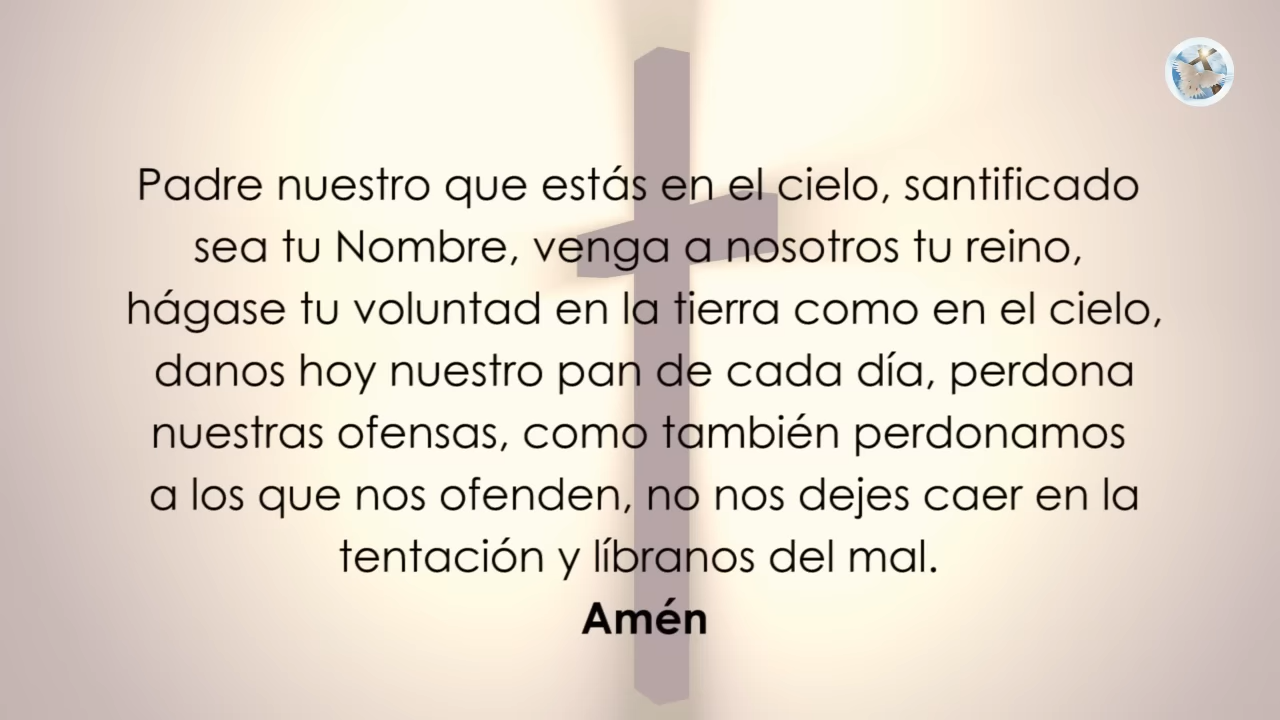 Padre nuestro que estás en el cielo, santificado
sea tu Nombre, venga a nosotros tu reino,
hágase tu voluntad en la tierra como en el cielo,
danos hoy nuestro pan de cada día, perdona
nuestras ofensas, como también perdonamos
a los que nos ofenden, no nos dejes caer en la
tentación y líbranos del mal.
Amén